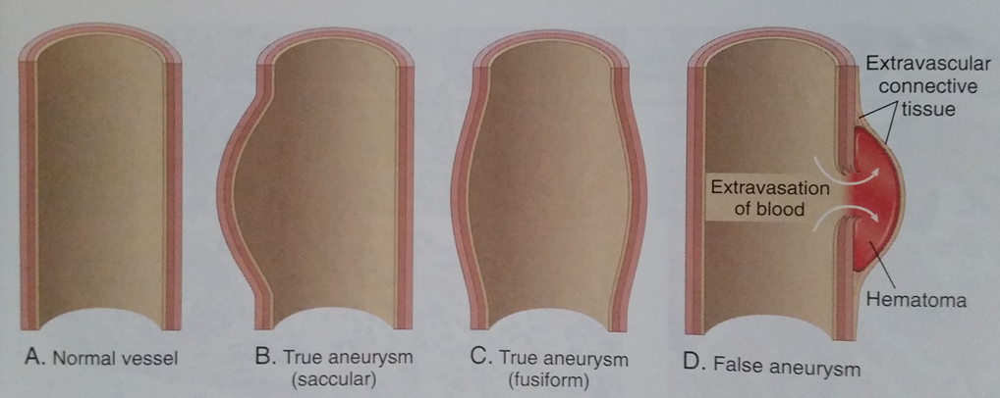 Extravascular
connective
tissue
Extravasation
of blood
Hematoma
A. Normal vessel
B. True aneurysm
(saccular)
C. True aneurysm
(fusiform)
D. False aneurysm